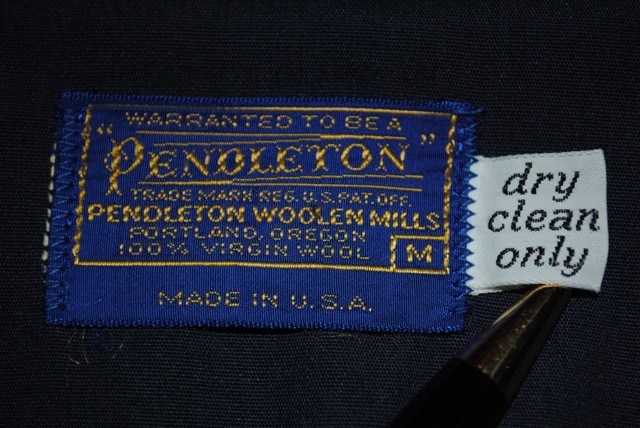 WARRANTED TO BE A
"PENDLETON"
TRADE MARK REG. U.S. PAT. OFF.
PENDLETON WOOLEN MILLS
PORTLAND, OREGON
100% VIRGIN WOOL
M
MADE IN U.S.A.
dry
clean
only